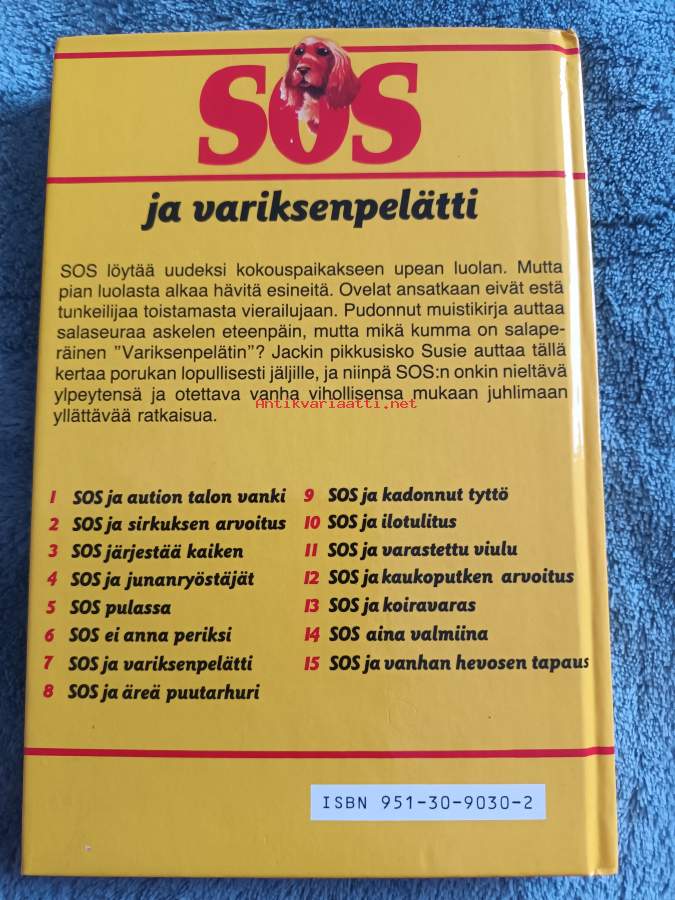 SOS
ja variksenpelätti
SOS löytää uudeksi kokouspaikakseen upean luolan. Mutta
pian luolasta alkaa hävitä esineitä. Ovelat ansatkaan eivät estä
tunkeilijaa toistamasta vierailujaan. Pudonnut muistikirja auttaa
salaseuraa askelen eteenpäin, mutta mikä kumma on salape-
räinen ”Variksenpelätin”? Jackin pikkusisko Susie auttaa tällä
kertaa porukan lopullisesti jäljille, ja niinpä SOS:n onkin nieltävä
ylpeytensä ja otettava vanha vihollisensa mukaan juhlimaan
yllättävää ratkaisua.
Antikvariaatti.net
1 SOS ja aution talon vanki
2 SOS ja sirkuksen arvoitus
3 SOS järjestää kaiken
4 SOS ja junanryöstäjät
5 SOS pulassa
6 SOS ei anna periksi
7 SOS ja variksenpelätti
8 SOS ja äreä puutarhuri
9 SOS ja kadonnut tyttö
10 SOS ja ilotulitus
11 SOS ja varastettu viulu
12 SOS ja kaukoputken arvoitus
13 SOS ja koiravaras
14 SOS aina valmiina
15 SOS ja vanhan hevosen tapaus
ISBN 951-30-9030-2